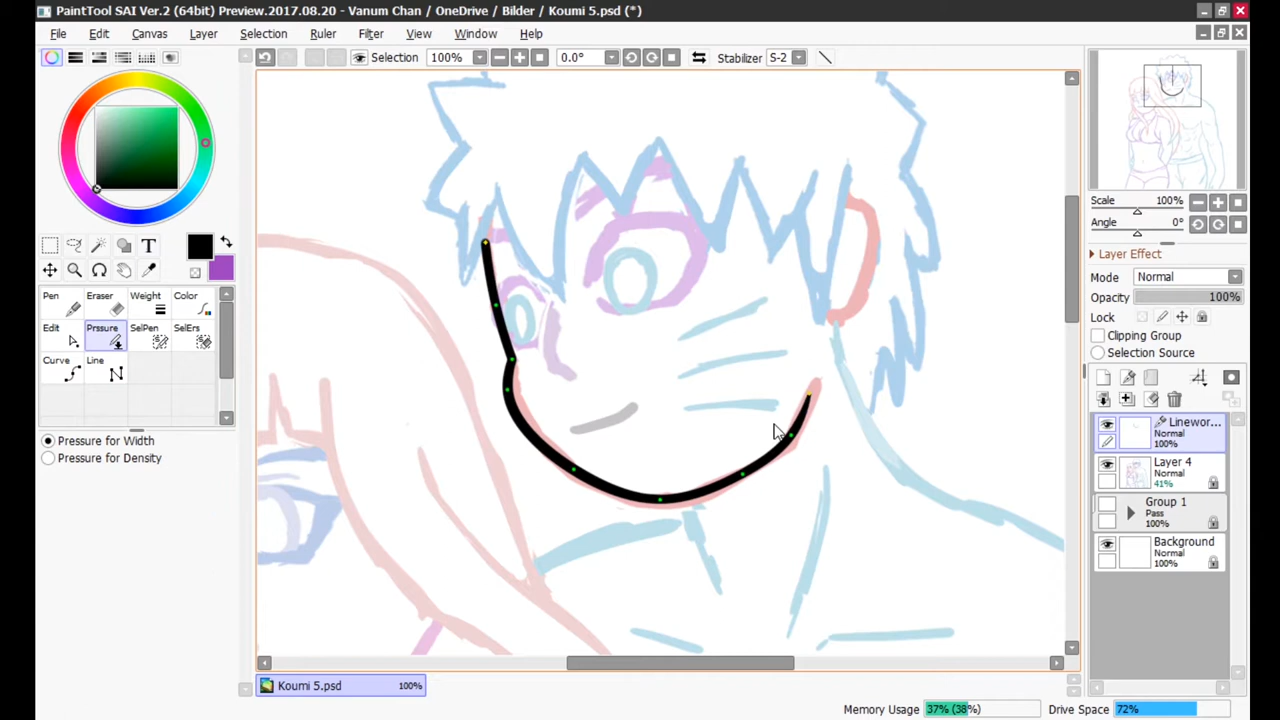 PaintTool SAI Ver.2 (64bit) Preview.2017.08.20 - Vanum Chan / OneDrive / Bilder / Koumi 5.psd (*)
File Edit Canvas Layer Selection Ruler Filter View Window Help
Selection 100% 0.0° Stabilizer S-2
Scale 100%
Angle 0°
Layer Effect
Mode Normal
Opacity 100%
Lock
Clipping Group
Selection Source
T
Pen Eraser Weight Color
Edit Prssure SelPen SelErs
Curve Line
Pressure for Width
Pressure for Density
Linewor...
Normal
100%
Layer 4
Normal
41%
Group 1
Pass
100%
Background
Normal
100%
Koumi 5.psd 100%
Memory Usage 37% (38%) Drive Space 72%